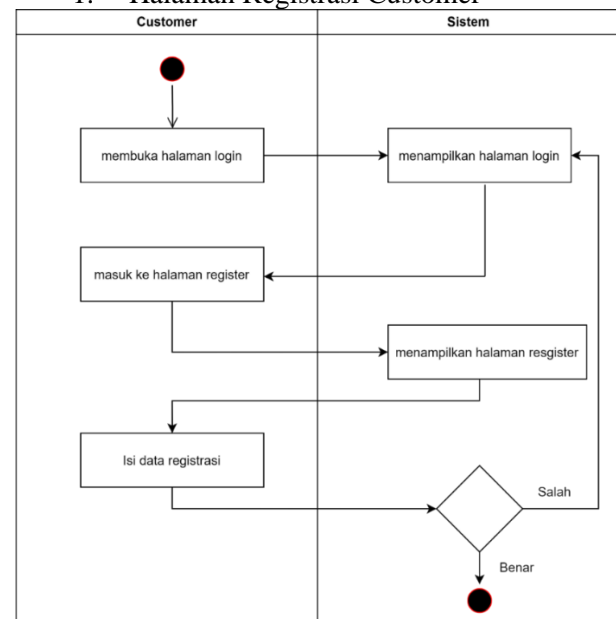 1. Halaman Registrasi Customer
Customer
Sistem
membuka halaman login
menampilkan halaman login
masuk ke halaman register
menampilkan halaman resgister
Isi data registrasi
Salah
Benar